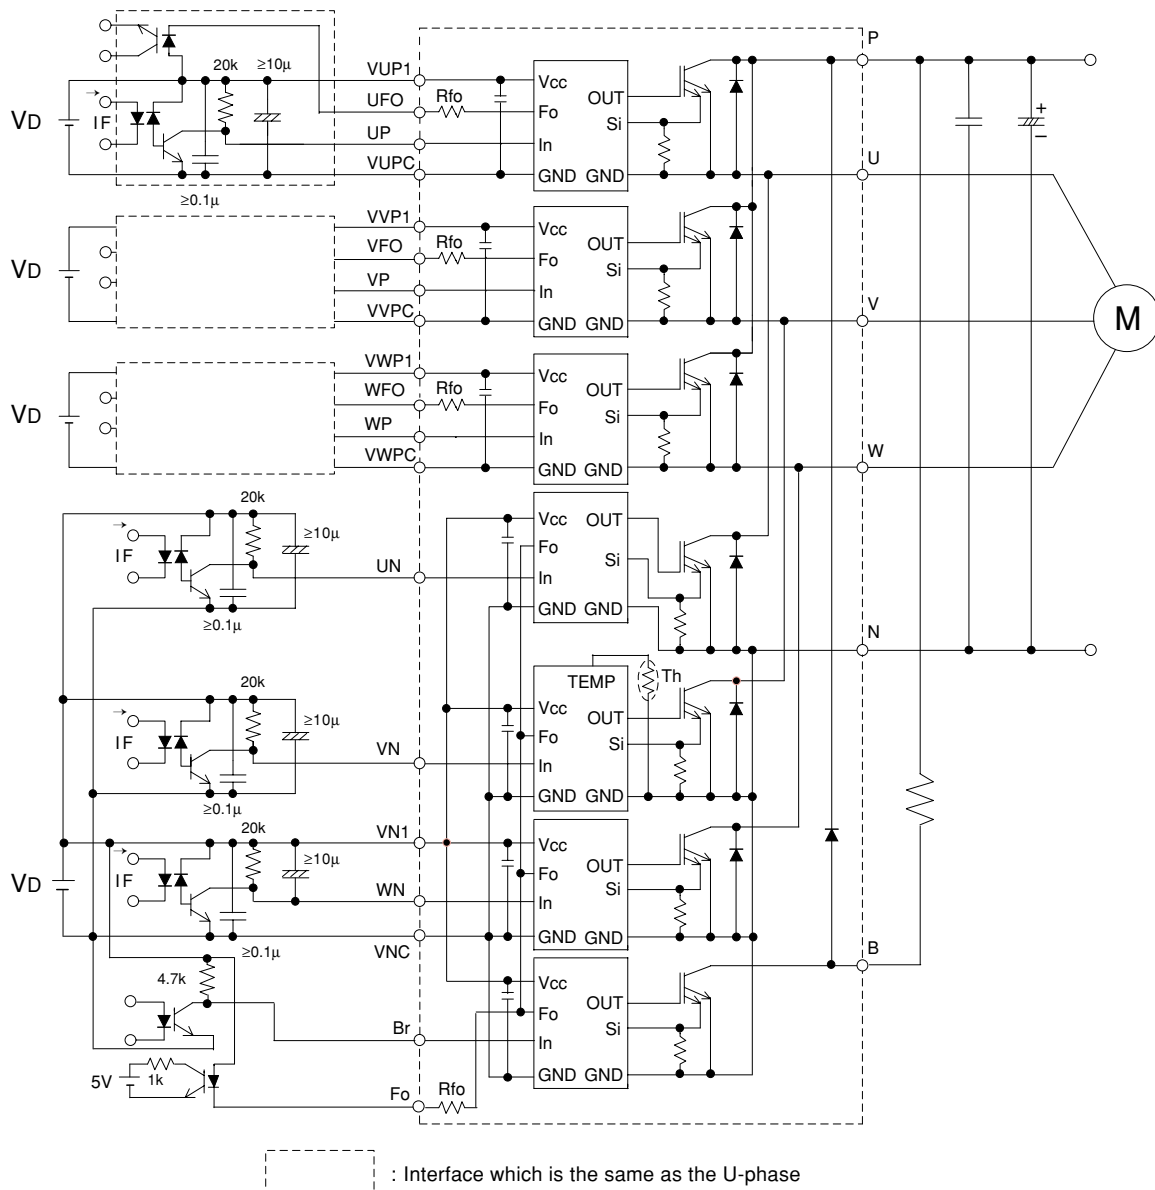 P
20k ≥10µ VUP1
Vcc
VD IF UFO Rfo Fo OUT
UP In Si
VUPC GND GND U
≥0.1µ
VVP1 Vcc
VD VFO Rfo Fo OUT
VP In Si
VVPC GND GND V
M
VWP1 Vcc
VD WFO Rfo Fo OUT
WP In Si
VWPC GND GND W
20k
≥10µ Vcc OUT
IF Fo Si
UN In
GND GND N
≥0.1µ
TEMP Th
20k
≥10µ Vcc OUT
IF Fo Si
VN In
GND GND
≥0.1µ
20k VN1 Vcc
VD IF ≥10µ Fo OUT
WN In Si
VNC GND GND
≥0.1µ B
4.7k Vcc
Fo OUT
Br In Si
5V 1k GND GND
Fo Rfo
: Interface which is the same as the U-phase